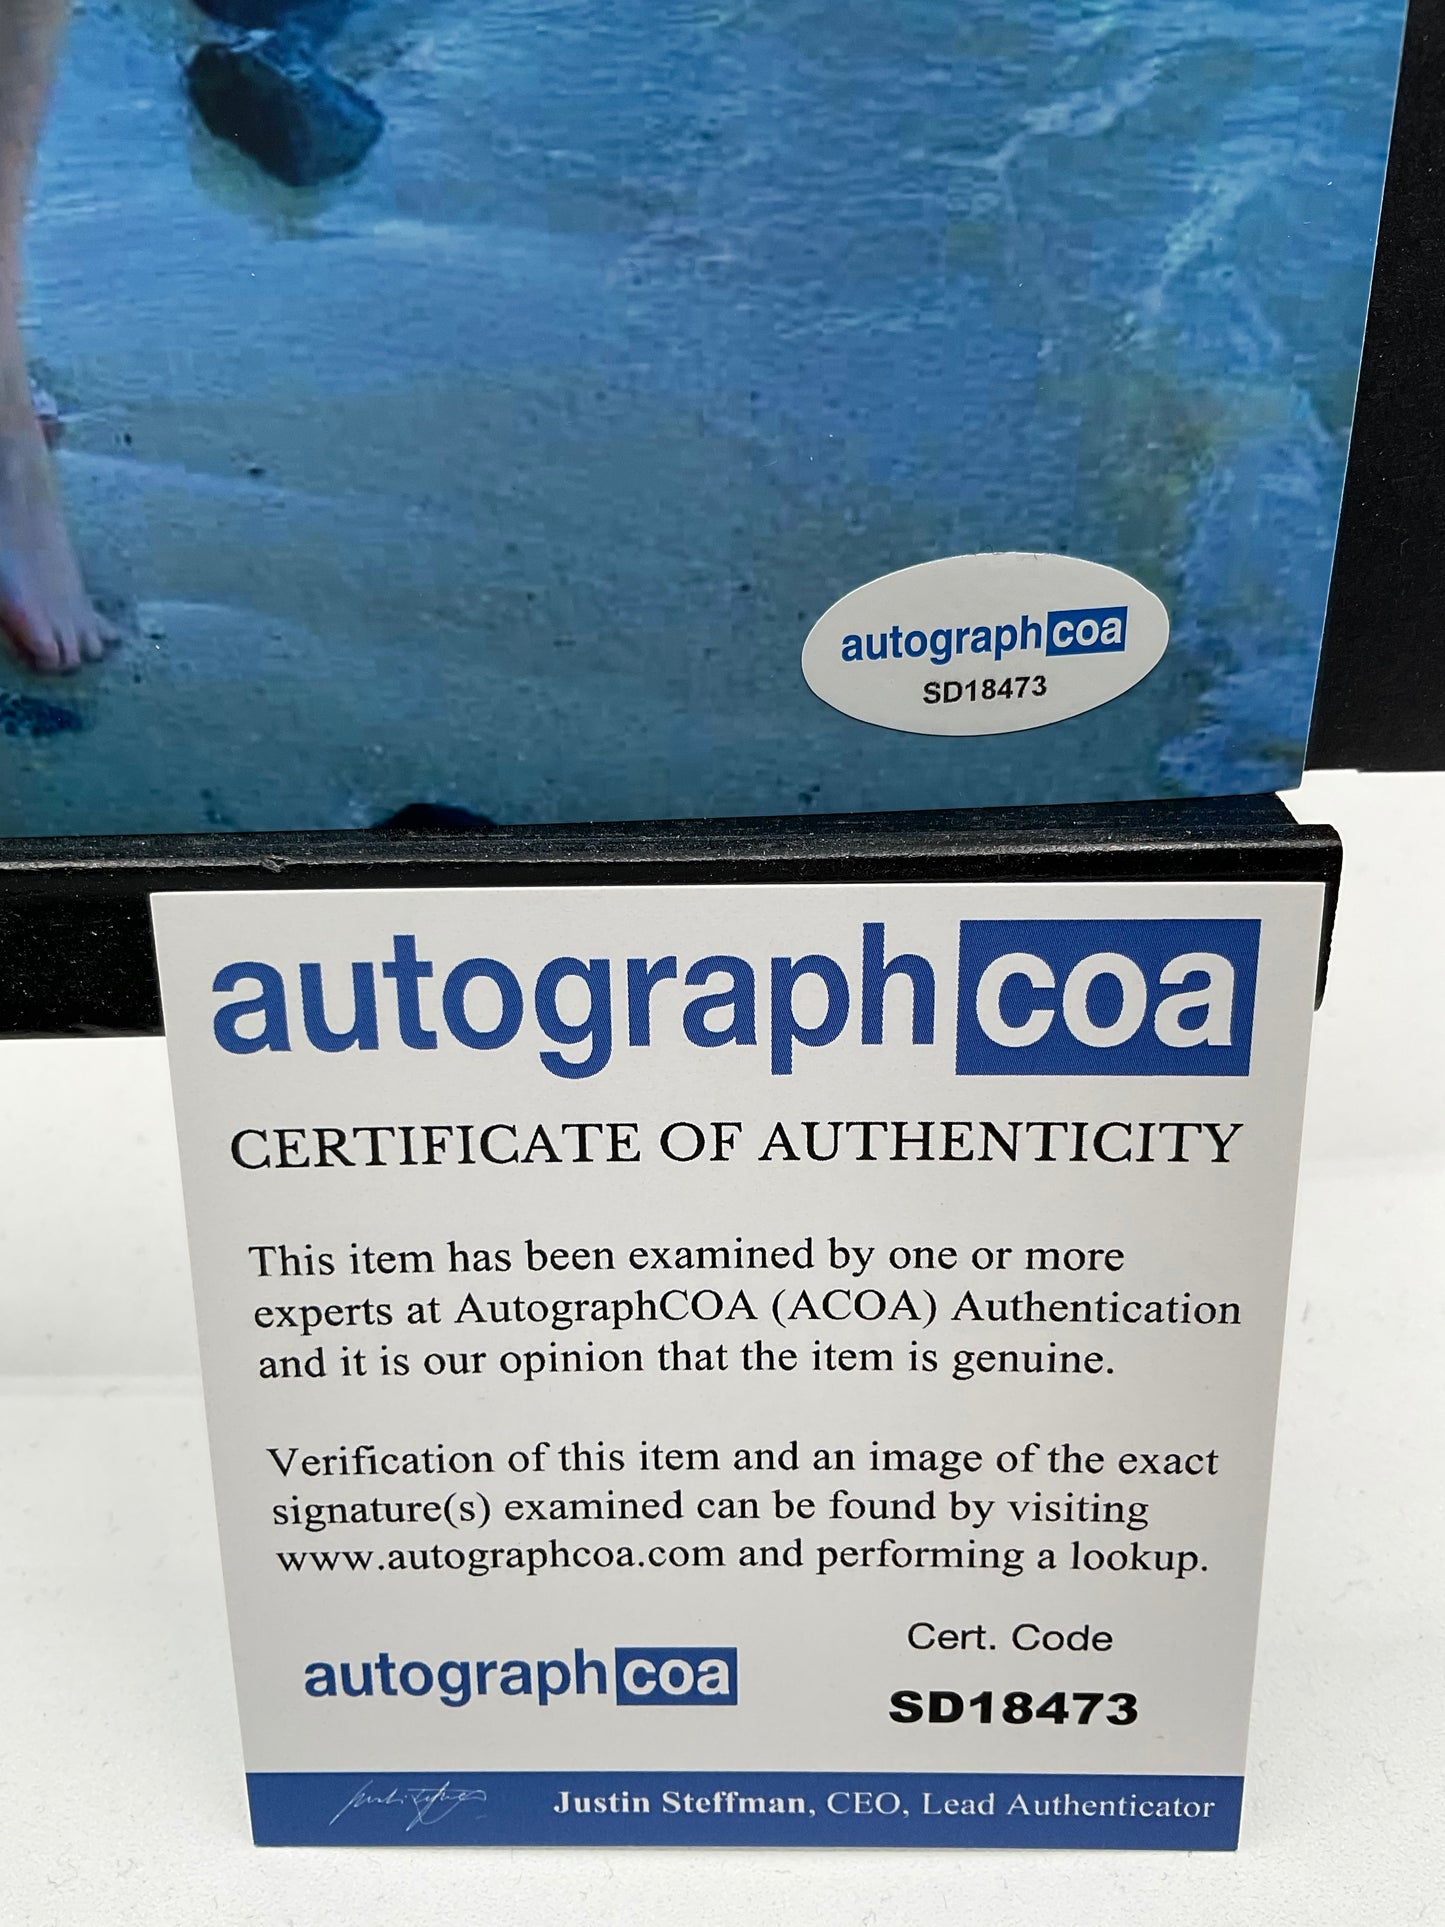 autographcoa
SD18473
autographcoa
CERTIFICATE OF AUTHENTICITY
This item has been examined by one or more
experts at AutographCOA (ACOA) Authentication
and it is our opinion that the item is genuine.
Verification of this item and an image of the exact
signature(s) examined can be found by visiting
www.autographcoa.com and performing a lookup.
Cert. Code
autographcoa
SD18473
Justin Steffman, CEO, Lead Authenticator